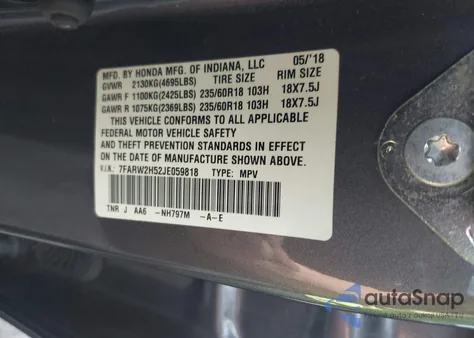 MFD. BY HONDA MFG. OF INDIANA, LLC 05/'18
GVWR 2130KG(4695LBS) TIRE SIZE RIM SIZE
GAWR F 1100KG(2425LBS) 235/60R18 103H 18X7.5J
GAWR R 1075KG(2369LBS) 235/60R18 103H 18X7.5J
THIS VEHICLE CONFORMS TO ALL APPLICABLE
FEDERAL MOTOR VEHICLE SAFETY
AND THEFT PREVENTION STANDARDS IN EFFECT
ON THE DATE OF MANUFACTURE SHOWN ABOVE.
V.I.N.: 7FARW2H52JE059818 TYPE: MPV
TNR J AA6 -NH797M -A-E
autaSnap